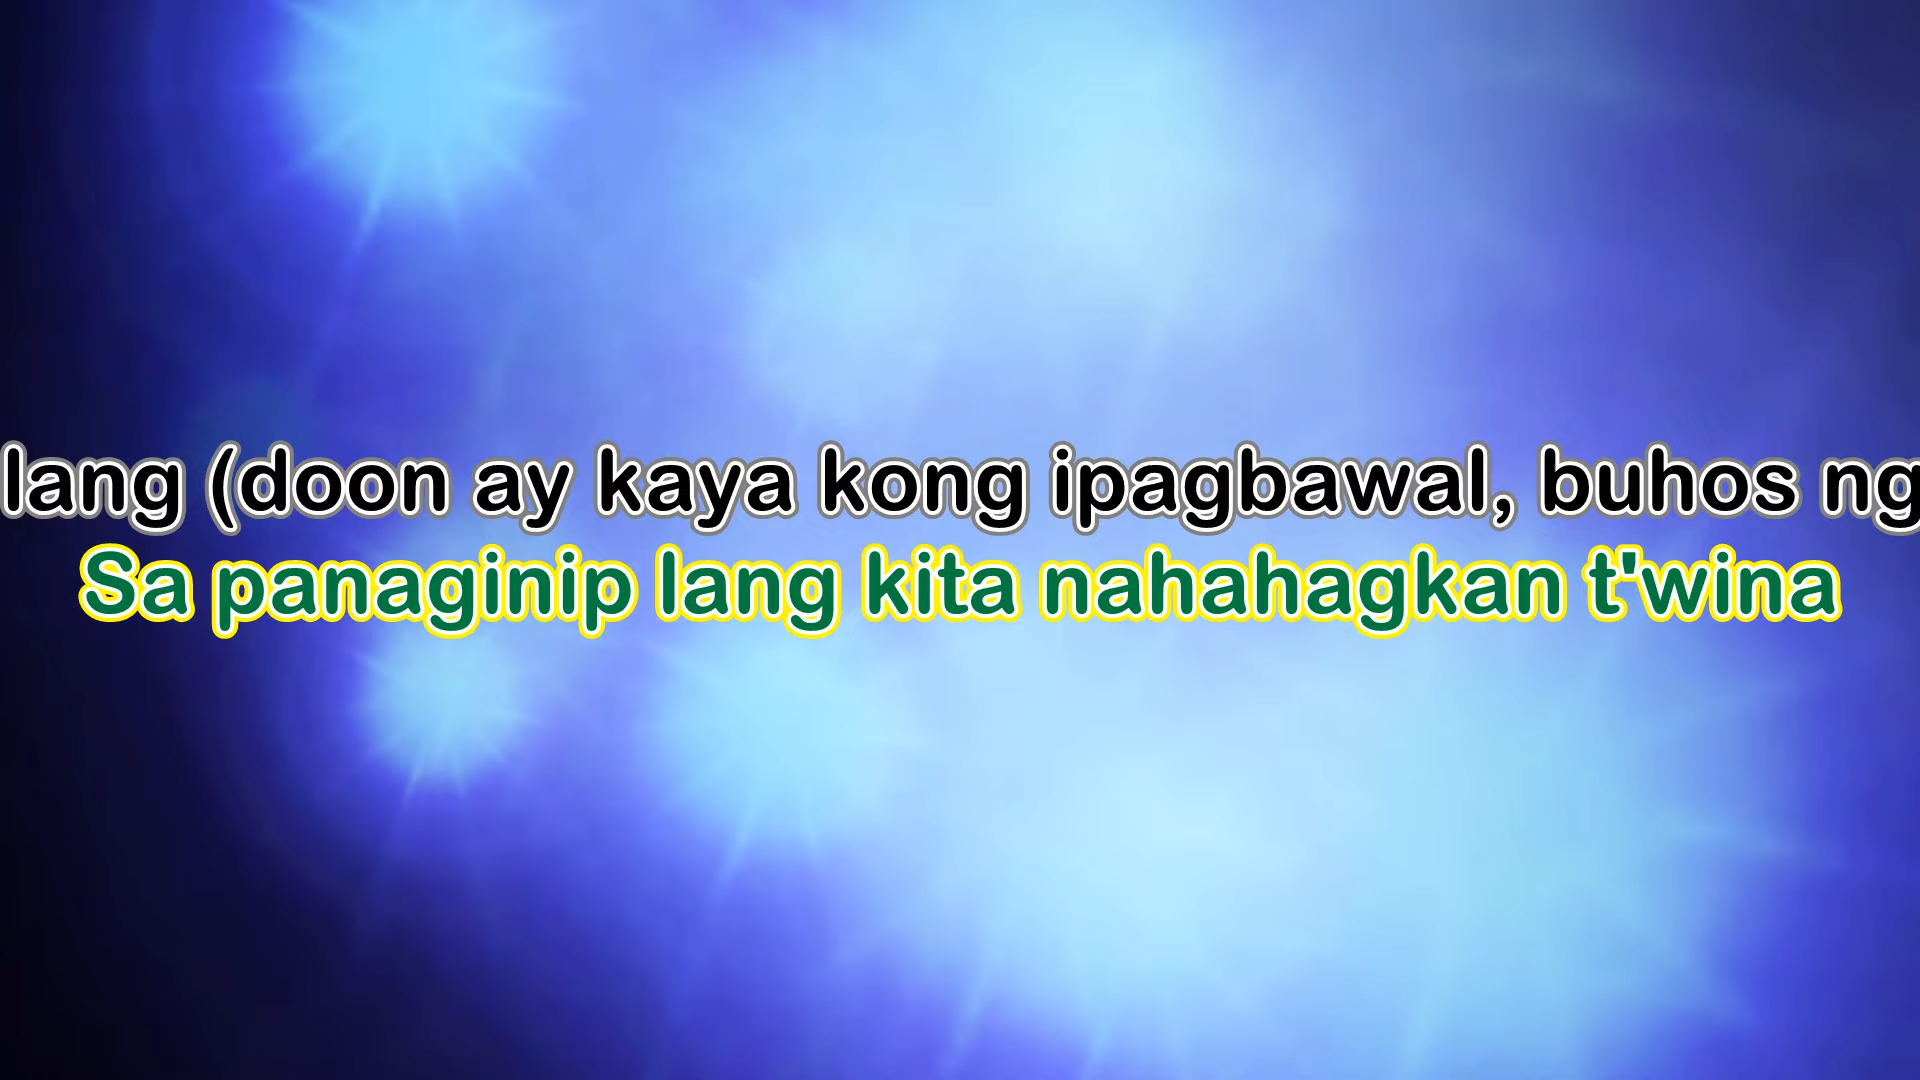 lang (doon ay kaya kong ipagbawal, buhos ng
Sa panaginip lang kita nahahagkan t'wina